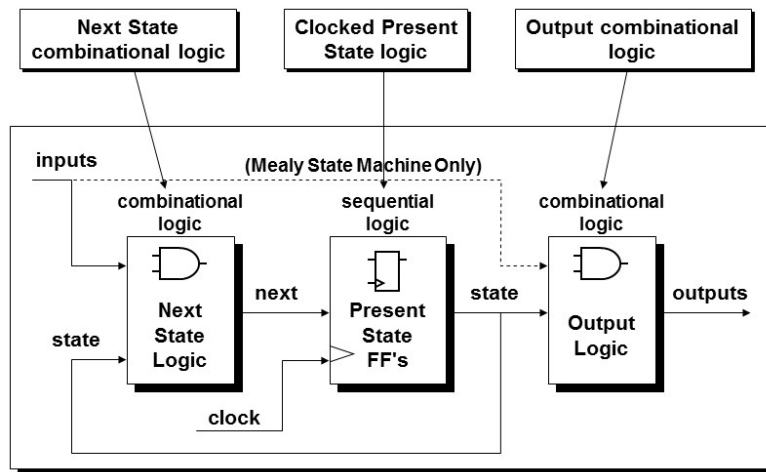 Next State
combinational logic
Clocked Present
State logic
Output combinational
logic
inputs
(Mealy State Machine Only)
combinational
logic
sequential
logic
combinational
logic
Next
State
Logic
next
Present
State
FF's
state
Output
Logic
outputs
state
clock